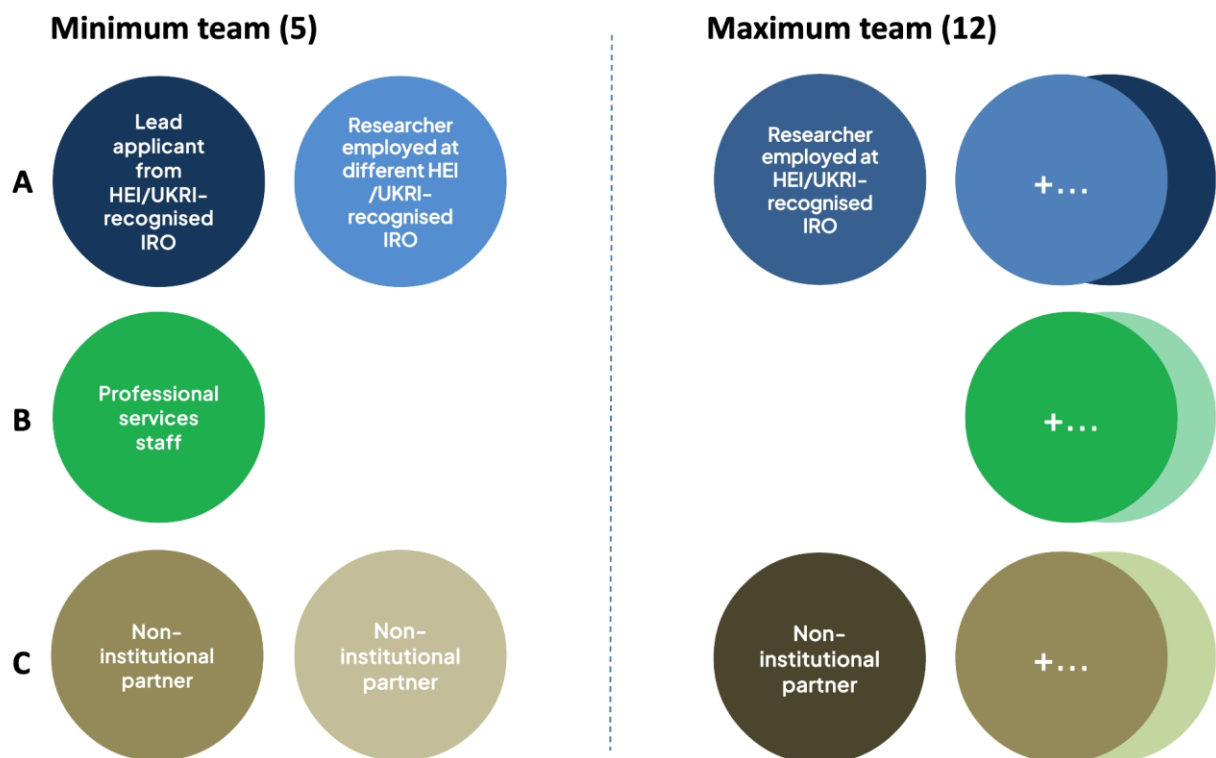 Minimum team (5)
Maximum team (12)
A
Lead
applicant
from
HEI/UKRI-
recognised
IRO
Researcher
employed at
different HEI
/UKRI-
recognised
IRO
Researcher
employed at
HEI/UKRI-
recognised
IRO
+...
B
Professional
services
staff
+...
C
Non-
institutional
partner
Non-
institutional
partner
Non-
institutional
partner
+...